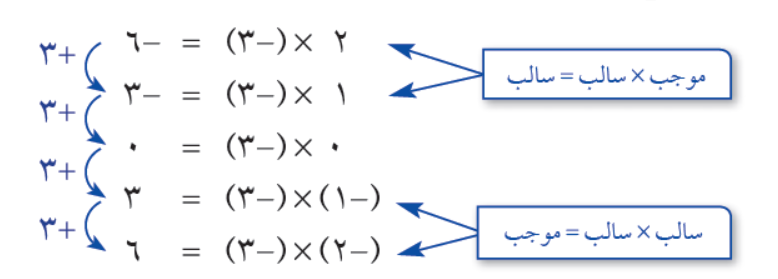 ٢ × (–٣) = –٦
+٣
موجب × سالب = سالب
١ × (–٣) = –٣
+٣
٠ × (–٣) = ٠
+٣
(–١) × (–٣) = ٣
+٣
سالب × سالب = موجب
(–٢) × (–٣) = ٦